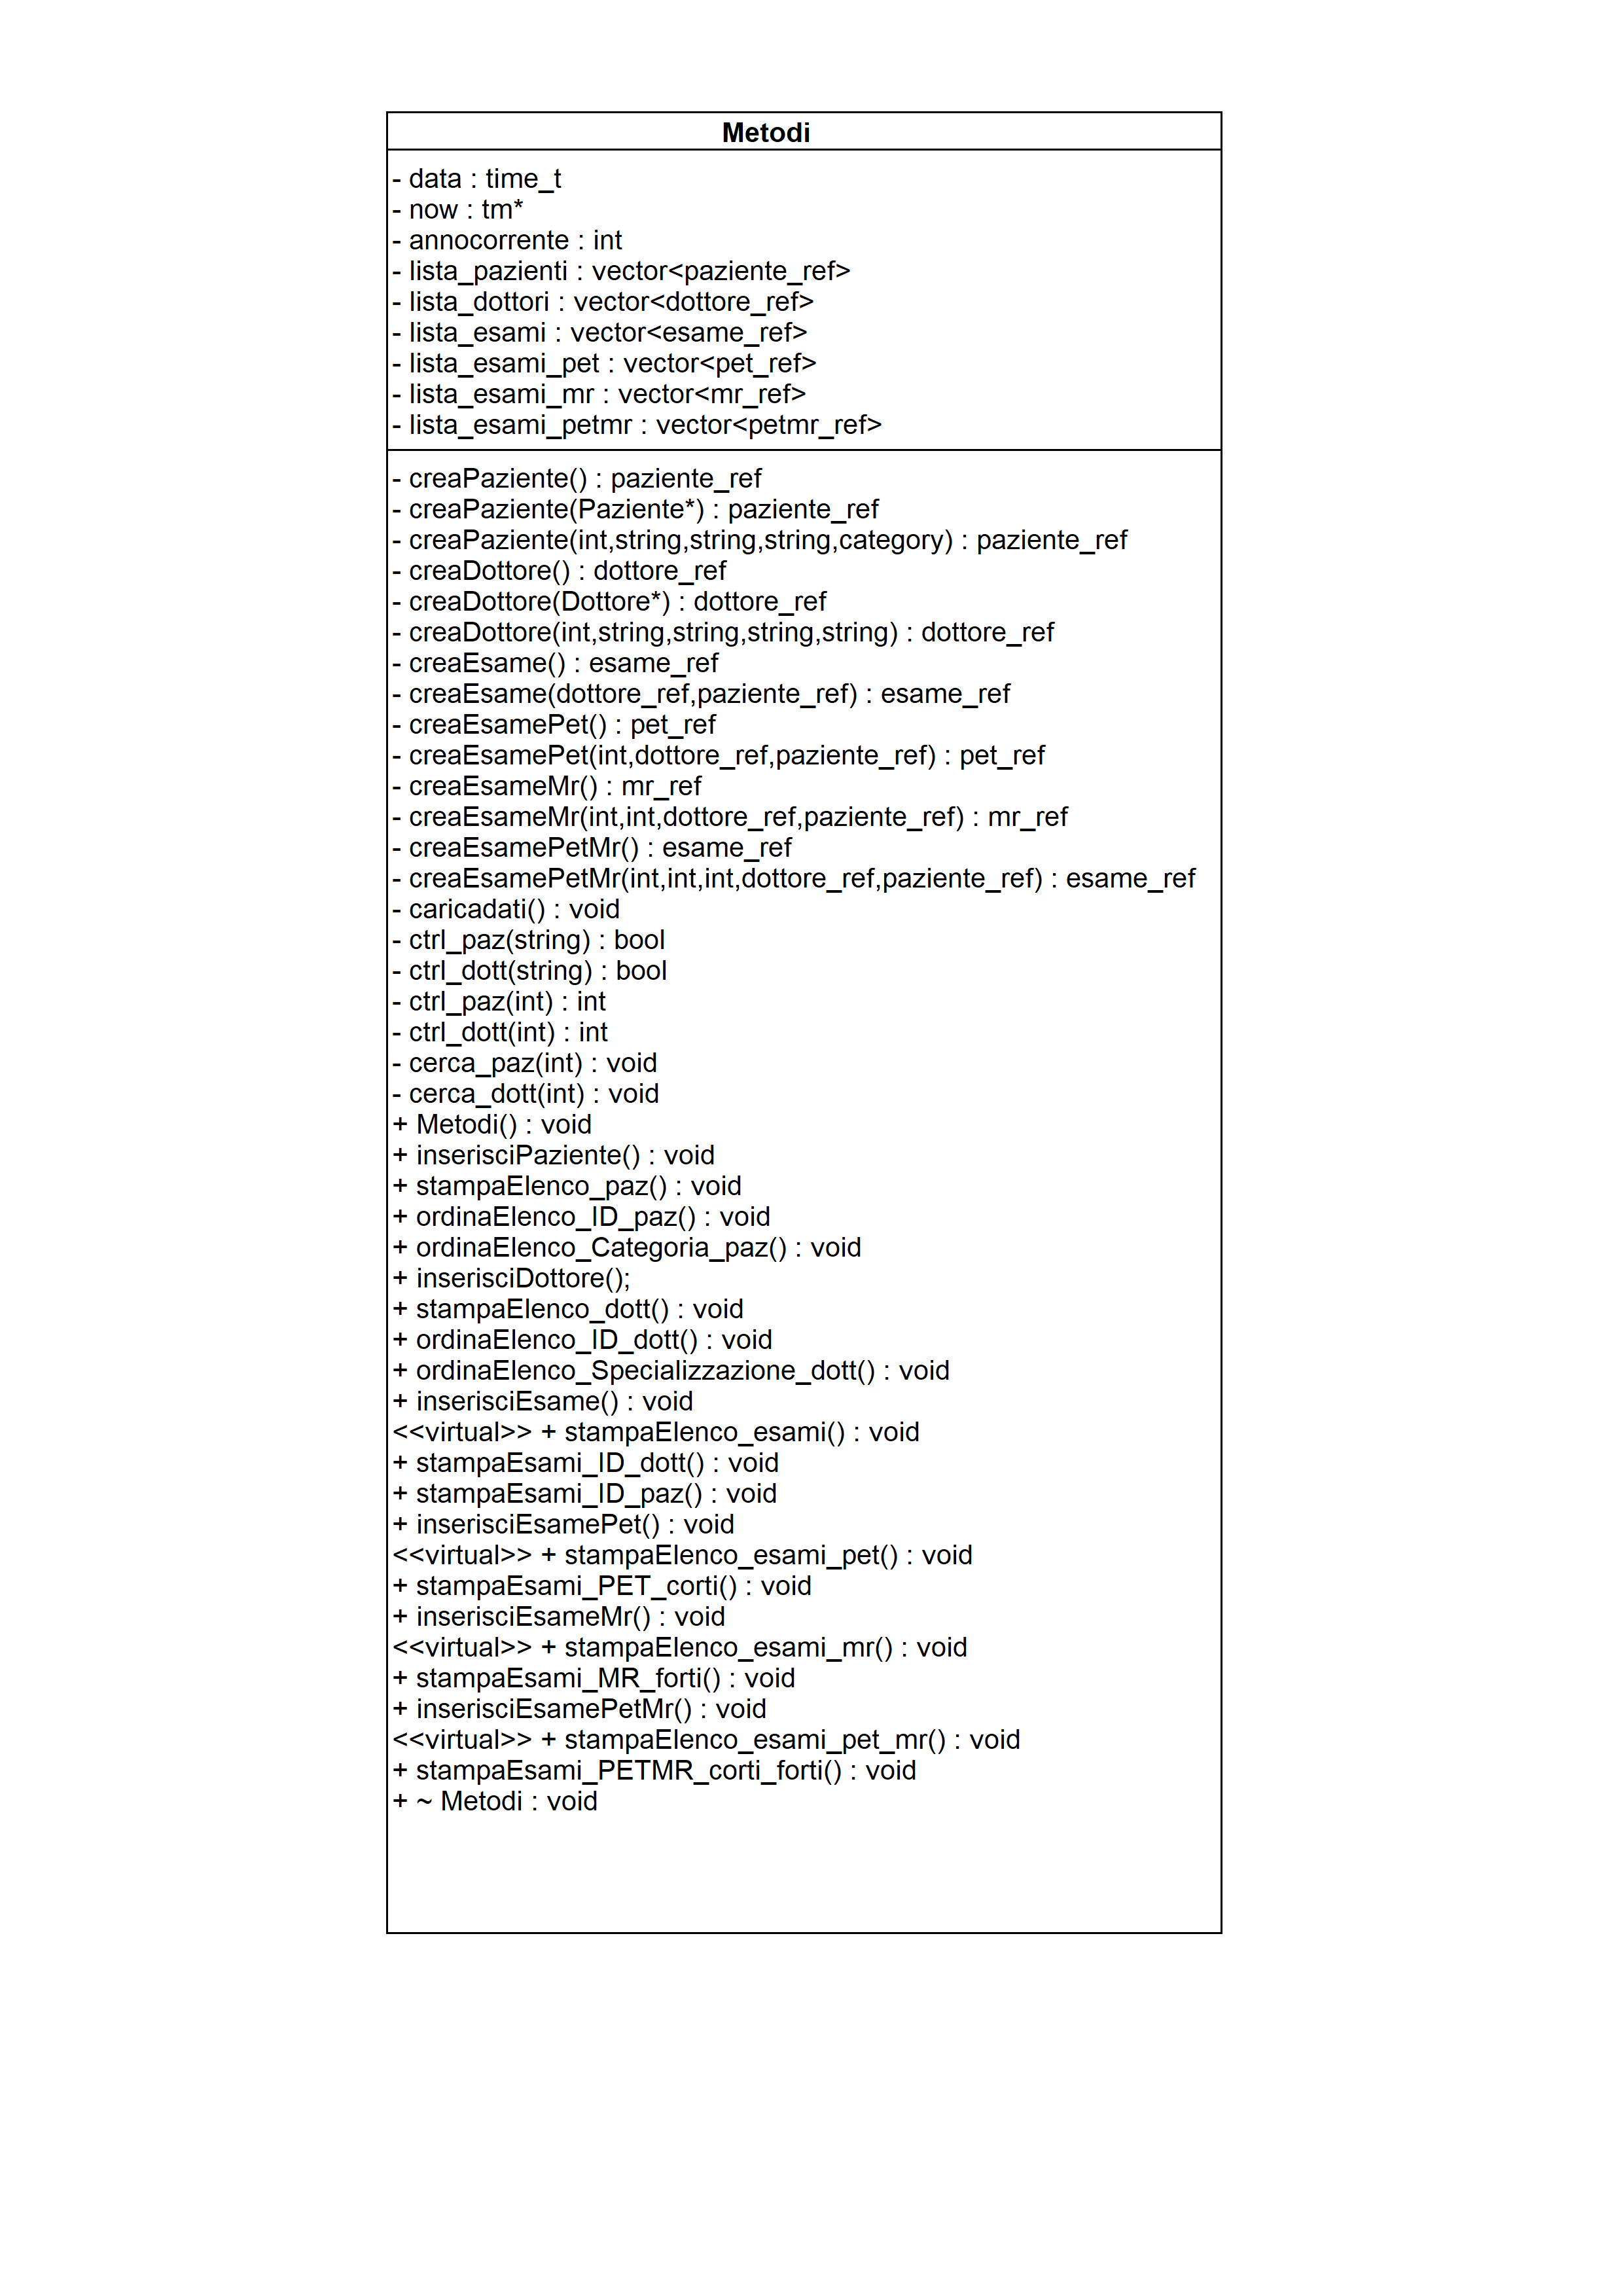 Metodi
- data : time_t
- now : tm*
- annocorrente : int
- lista_pazienti : vector<paziente_ref>
- lista_dottori : vector<dottore_ref>
- lista_esami : vector<esame_ref>
- lista_esami_pet : vector<pet_ref>
- lista_esami_mr : vector<mr_ref>
- lista_esami_petmr : vector<petmr_ref>
- creaPaziente() : paziente_ref
- creaPaziente(Paziente*) : paziente_ref
- creaPaziente(int,string,string,string,category) : paziente_ref
- creaDottore() : dottore_ref
- creaDottore(Dottore*) : dottore_ref
- creaDottore(int,string,string,string,string) : dottore_ref
- creaEsame() : esame_ref
- creaEsame(dottore_ref,paziente_ref) : esame_ref
- creaEsamePet() : pet_ref
- creaEsamePet(int,dottore_ref,paziente_ref) : pet_ref
- creaEsameMr() : mr_ref
- creaEsameMr(int,int,dottore_ref,paziente_ref) : mr_ref
- creaEsamePetMr() : esame_ref
- creaEsamePetMr(int,int,int,dottore_ref,paziente_ref) : esame_ref
- caricadati() : void
- ctrl_paz(string) : bool
- ctrl_dott(string) : bool
- ctrl_paz(int) : int
- ctrl_dott(int) : int
- cerca_paz(int) : void
- cerca_dott(int) : void
+ Metodi() : void
+ inserisciPaziente() : void
+ stampaElenco_paz() : void
+ ordinaElenco_ID_paz() : void
+ ordinaElenco_Categoria_paz() : void
+ inserisciDottore();
+ stampaElenco_dott() : void
+ ordinaElenco_ID_dott() : void
+ ordinaElenco_Specializzazione_dott() : void
+ inserisciEsame() : void
<<virtual>> + stampaElenco_esami() : void
+ stampaEsami_ID_dott() : void
+ stampaEsami_ID_paz() : void
+ inserisciEsamePet() : void
<<virtual>> + stampaElenco_esami_pet() : void
+ stampaEsami_PET_corti() : void
+ inserisciEsameMr() : void
<<virtual>> + stampaElenco_esami_mr() : void
+ stampaEsami_MR_forti() : void
+ inserisciEsamePetMr() : void
<<virtual>> + stampaElenco_esami_pet_mr() : void
+ stampaEsami_PETMR_corti_forti() : void
+ ~ Metodi : void